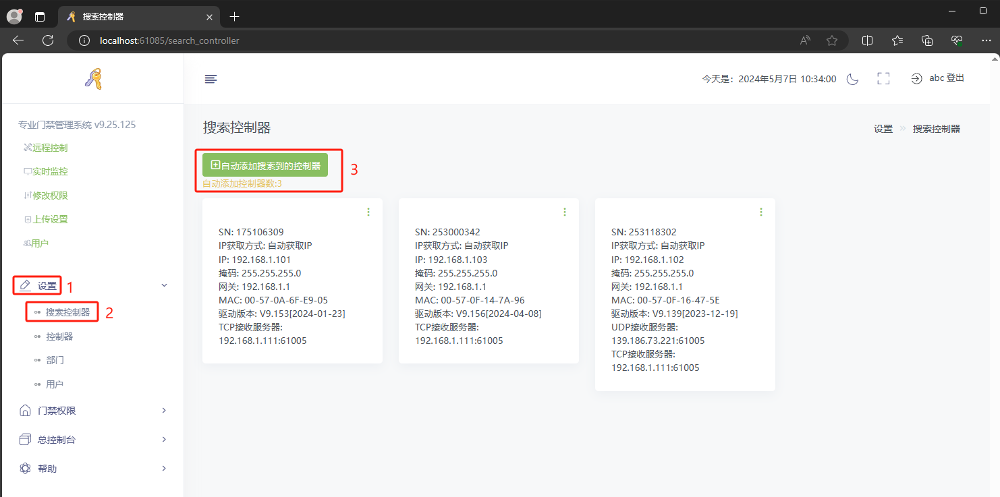 搜索控制器
localhost:61085/search_controller
今天是：2024年5月7日 10:34:00
abc 登出
专业门禁管理系统 v9.25.125
远程控制
实时监控
修改权限
上传设置
用户
设置
1
搜索控制器
2
控制器
部门
用户
门禁权限
总控制台
帮助
搜索控制器
设置 » 搜索控制器
自动添加搜索到的控制器
自动添加控制器数:3
3
SN: 175106309
IP获取方式: 自动获取IP
IP: 192.168.1.101
掩码: 255.255.255.0
网关: 192.168.1.1
MAC: 00-57-0A-6F-E9-05
驱动版本: V9.153[2024-01-23]
TCP接收服务器:
192.168.1.111:61005
SN: 253000342
IP获取方式: 自动获取IP
IP: 192.168.1.103
掩码: 255.255.255.0
网关: 192.168.1.1
MAC: 00-57-0F-14-7A-96
驱动版本: V9.156[2024-04-08]
TCP接收服务器:
192.168.1.111:61005
SN: 253118302
IP获取方式: 自动获取IP
IP: 192.168.1.102
掩码: 255.255.255.0
网关: 192.168.1.1
MAC: 00-57-0F-16-47-5E
驱动版本: V9.139[2023-12-19]
UDP接收服务器:
139.186.73.221:61005
TCP接收服务器:
192.168.1.111:61005